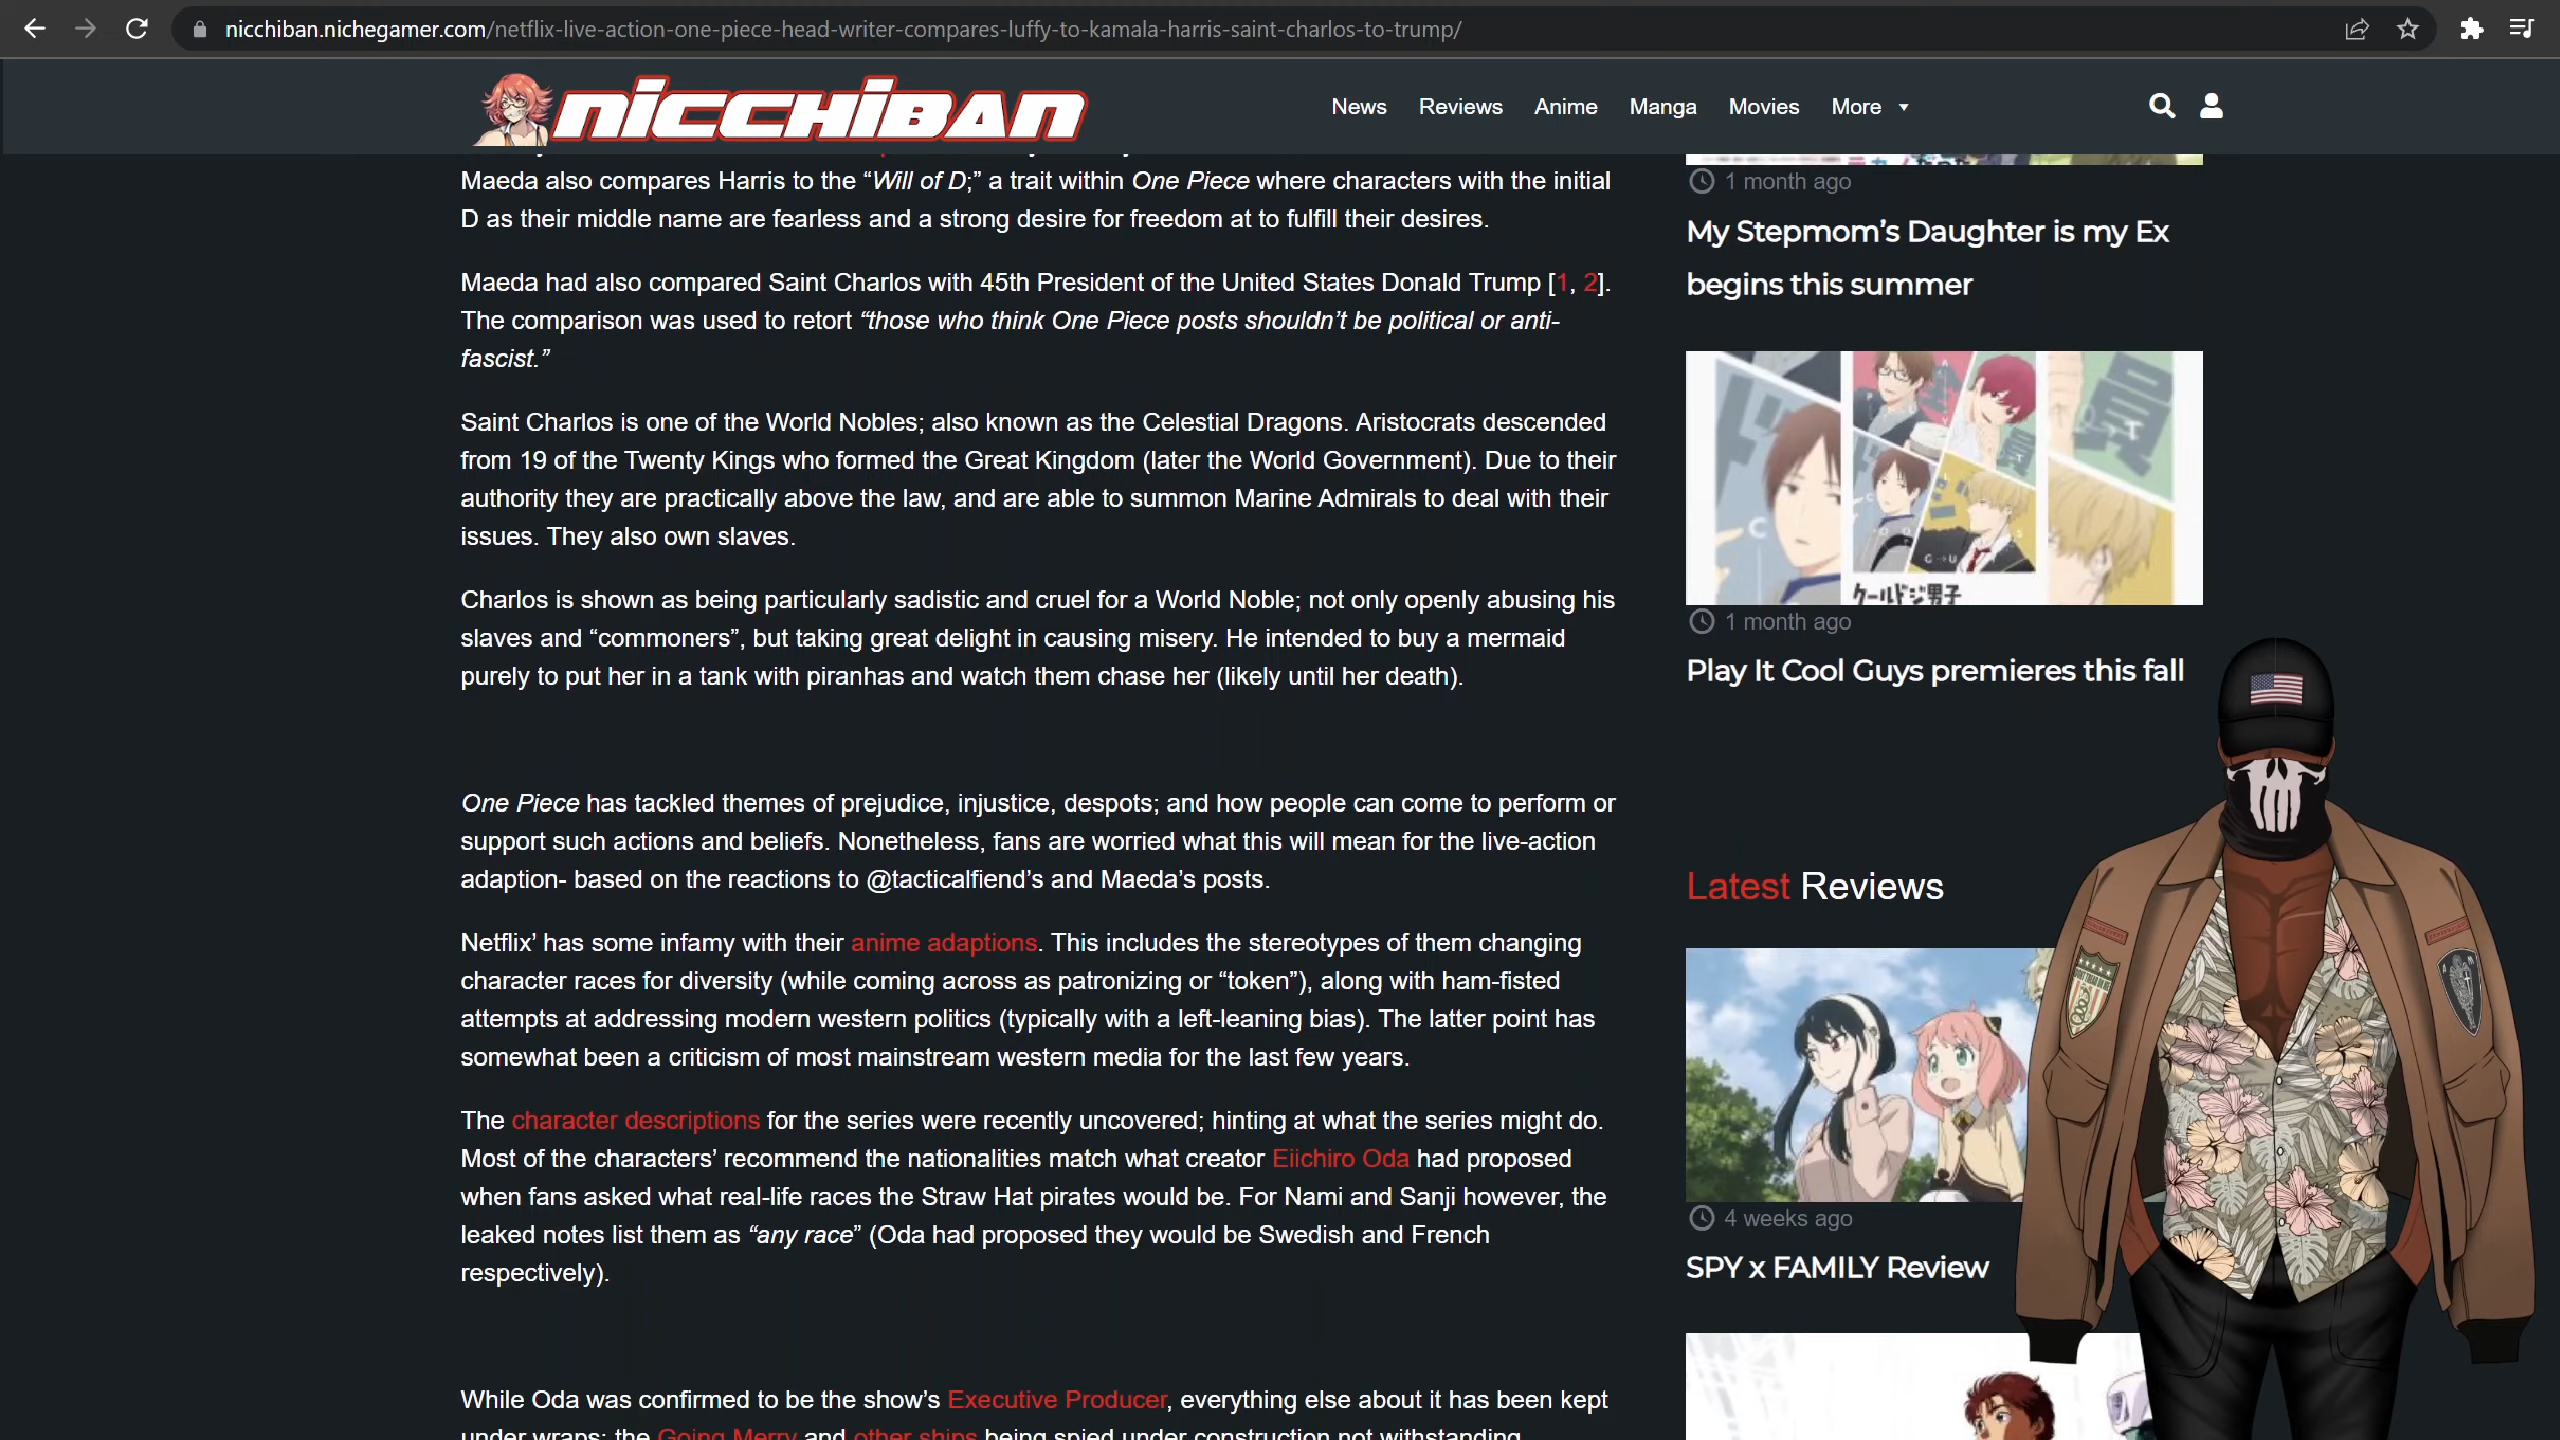 nicchiban.nichegamer.com/netflix-live-action-one-piece-head-writer-compares-luffy-to-kamala-harris-saint-charlos-to-trump/
NICCHIBAN
News Reviews Anime Manga Movies More
Maeda also compares Harris to the “Will of D;” a trait within One Piece where characters with the initial
D as their middle name are fearless and a strong desire for freedom at to fulfill their desires.
Maeda had also compared Saint Charlos with 45th President of the United States Donald Trump [1, 2].
The comparison was used to retort “those who think One Piece posts shouldn’t be political or anti-
fascist.”
Saint Charlos is one of the World Nobles; also known as the Celestial Dragons. Aristocrats descended
from 19 of the Twenty Kings who formed the Great Kingdom (later the World Government). Due to their
authority they are practically above the law, and are able to summon Marine Admirals to deal with their
issues. They also own slaves.
Charlos is shown as being particularly sadistic and cruel for a World Noble; not only openly abusing his
slaves and “commoners”, but taking great delight in causing misery. He intended to buy a mermaid
purely to put her in a tank with piranhas and watch them chase her (likely until her death).
One Piece has tackled themes of prejudice, injustice, despots; and how people can come to perform or
support such actions and beliefs. Nonetheless, fans are worried what this will mean for the live-action
adaption- based on the reactions to @tacticalfiend’s and Maeda’s posts.
Netflix’ has some infamy with their anime adaptions. This includes the stereotypes of them changing
character races for diversity (while coming across as patronizing or “token”), along with ham-fisted
attempts at addressing modern western politics (typically with a left-leaning bias). The latter point has
somewhat been a criticism of most mainstream western media for the last few years.
The character descriptions for the series were recently uncovered; hinting at what the series might do.
Most of the characters’ recommend the nationalities match what creator Eiichiro Oda had proposed
when fans asked what real-life races the Straw Hat pirates would be. For Nami and Sanji however, the
leaked notes list them as “any race” (Oda had proposed they would be Swedish and French
respectively).
While Oda was confirmed to be the show’s Executive Producer, everything else about it has been kept
under wraps; the Going Merry and other ships being spied under construction not withstanding.
1 month ago
My Stepmom’s Daughter is my Ex
begins this summer
クールドジ男子
1 month ago
Play It Cool Guys premieres this fall
Latest Reviews
4 weeks ago
SPY x FAMILY Review